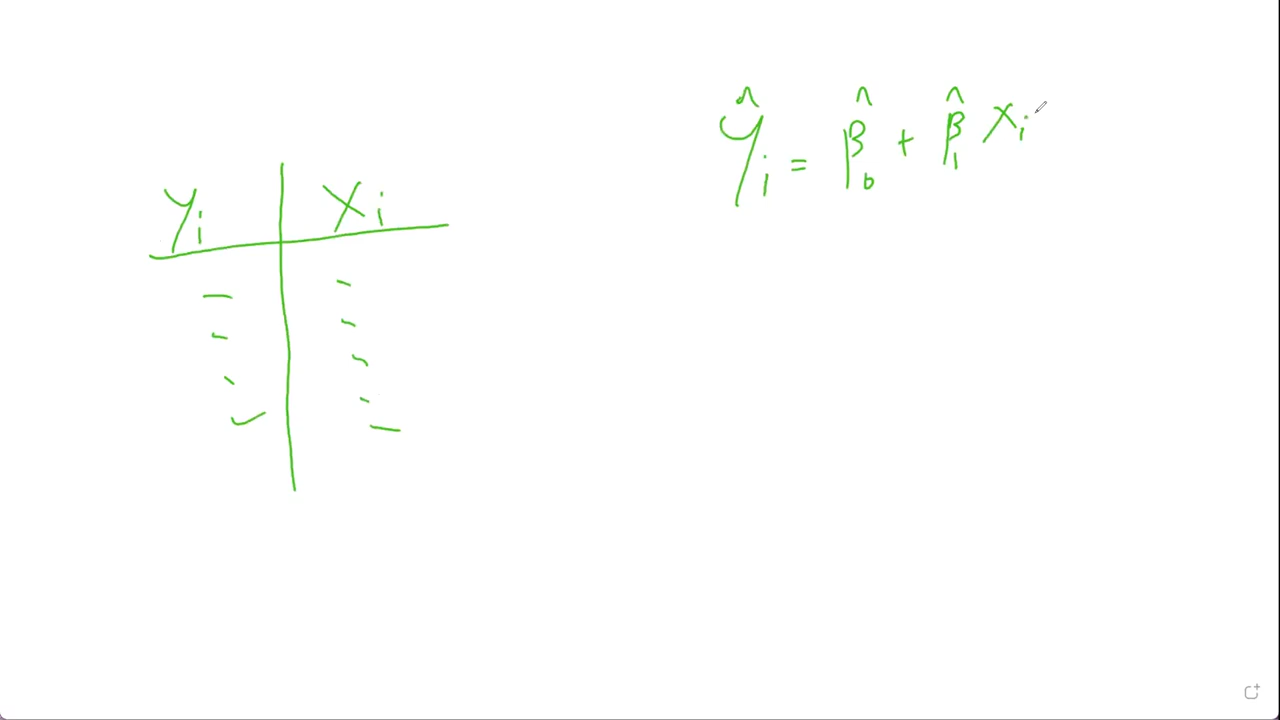 ŷᵢ = β̂₀ + β̂₁ xᵢ
yᵢ xᵢ